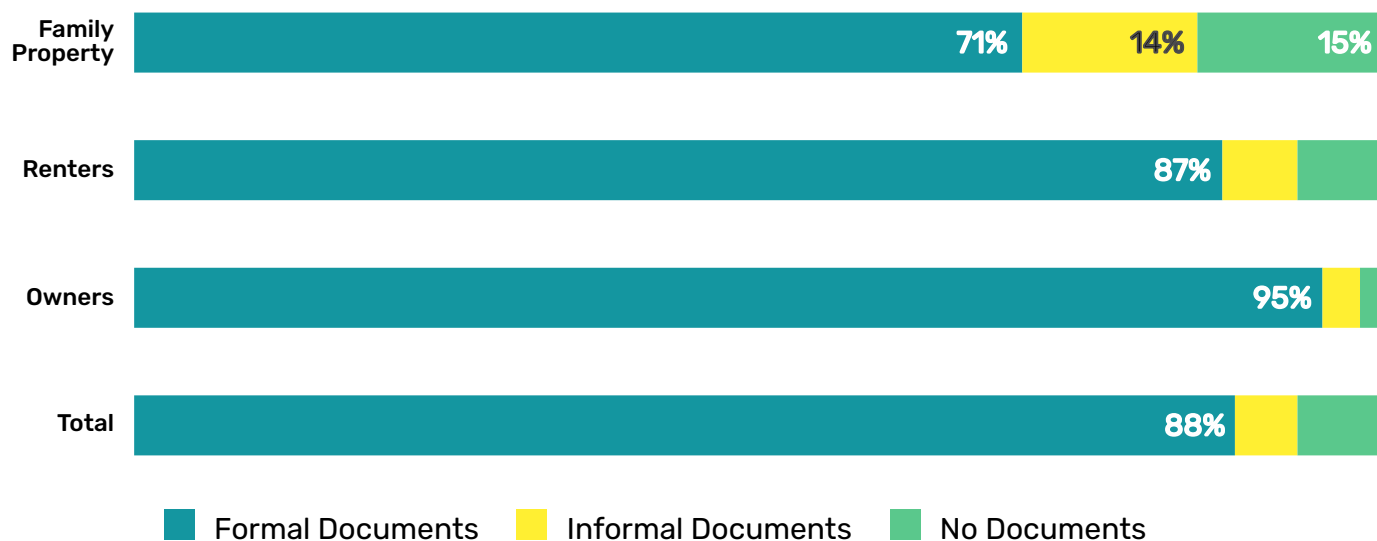 Family
Property
71%
14%
15%
Renters
87%
Owners
95%
Total
88%
Formal Documents
Informal Documents
No Documents